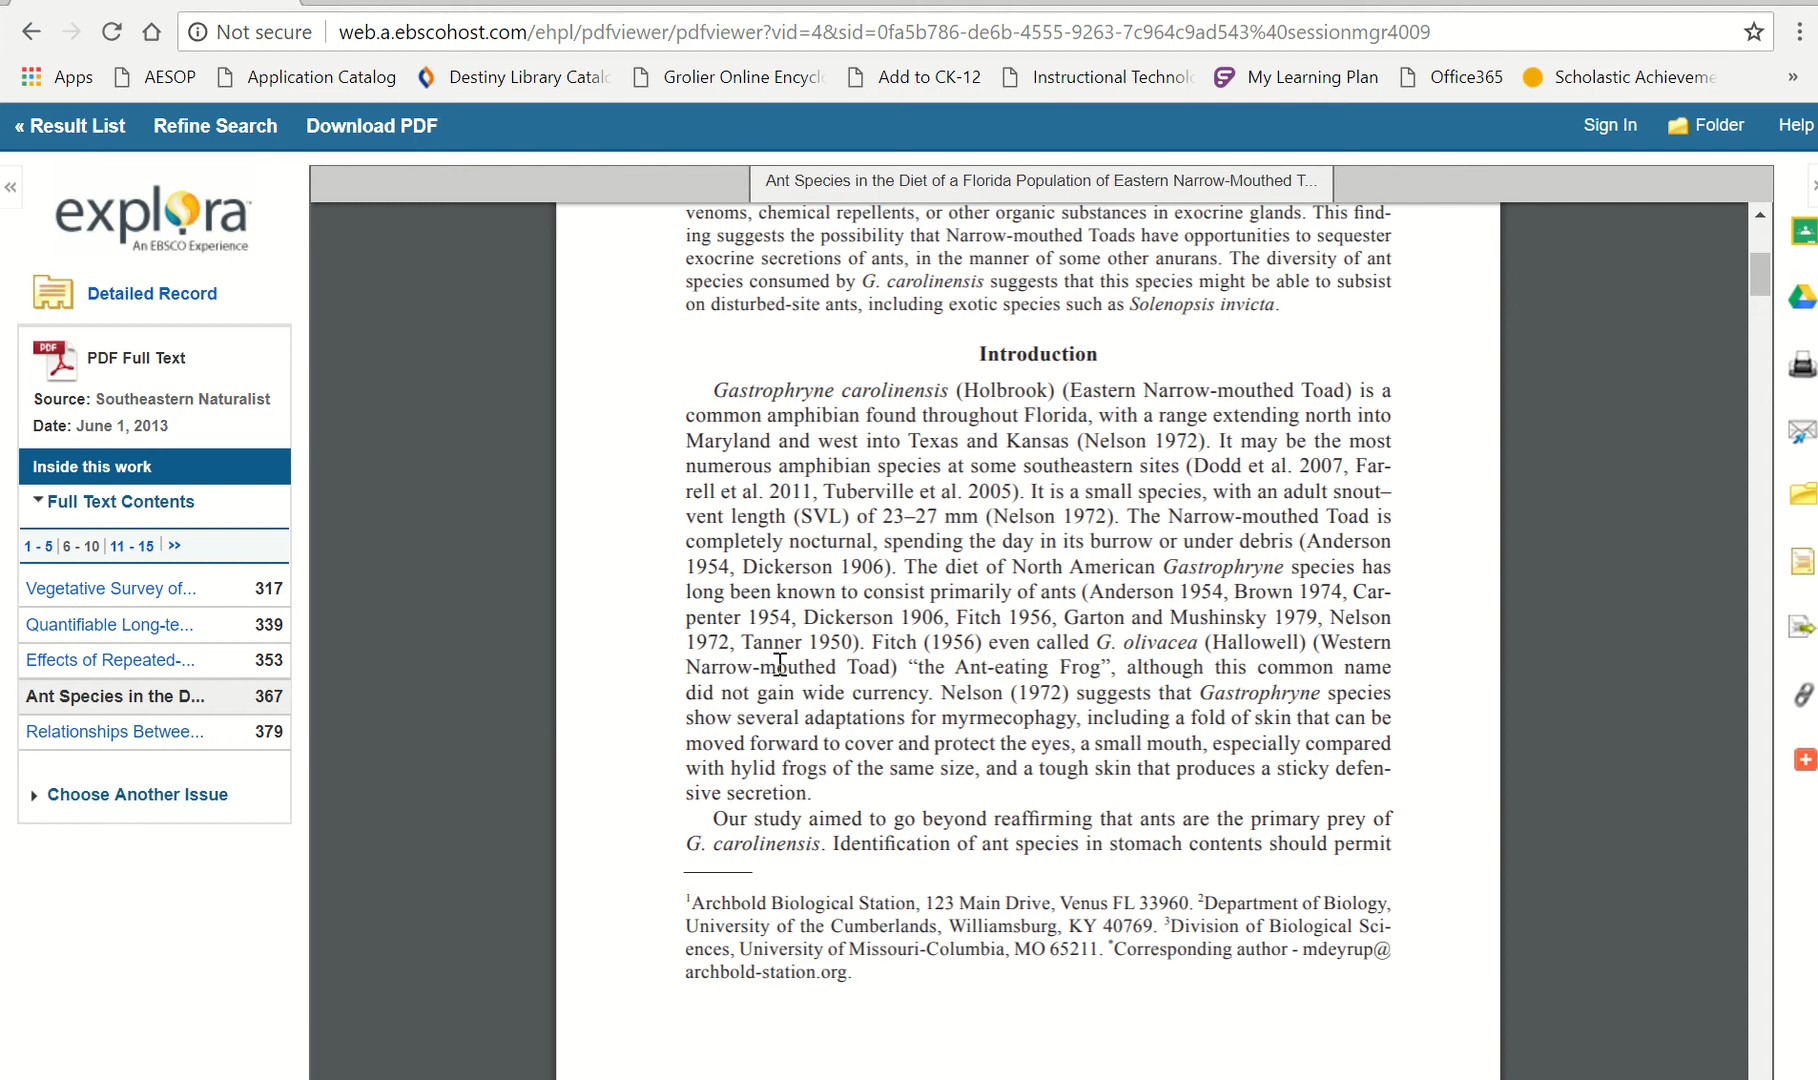 Not secure
web.a.ebscohost.com/ehpl/pdfviewer/pdfviewer?vid=4&sid=0fa5b786-de6b-4555-9263-7c964c9ad543%40sessionmgr4009
Apps
AESOP
Application Catalog
Destiny Library Catalo
Grolier Online Encyclo
Add to CK-12
Instructional Technolo
My Learning Plan
Office365
Scholastic Achieveme
»
« Result List
Refine Search
Download PDF
Sign In
Folder
Help
«
explora
An EBSCO Experience
Detailed Record
PDF
PDF Full Text
Source: Southeastern Naturalist
Date: June 1, 2013
Inside this work
Full Text Contents
1 - 5 | 6 - 10 | 11 - 15 | >>
Vegetative Survey of... 317
Quantifiable Long-te... 339
Effects of Repeated-... 353
Ant Species in the D... 367
Relationships Betwee... 379
Choose Another Issue
Ant Species in the Diet of a Florida Population of Eastern Narrow-Mouthed T...
venoms, chemical repellents, or other organic substances in exocrine glands. This find-
ing suggests the possibility that Narrow-mouthed Toads have opportunities to sequester
exocrine secretions of ants, in the manner of some other anurans. The diversity of ant
species consumed by G. carolinensis suggests that this species might be able to subsist
on disturbed-site ants, including exotic species such as Solenopsis invicta.
Introduction
Gastrophryne carolinensis (Holbrook) (Eastern Narrow-mouthed Toad) is a
common amphibian found throughout Florida, with a range extending north into
Maryland and west into Texas and Kansas (Nelson 1972). It may be the most
numerous amphibian species at some southeastern sites (Dodd et al. 2007, Far-
rell et al. 2011, Tuberville et al. 2005). It is a small species, with an adult snout–
vent length (SVL) of 23–27 mm (Nelson 1972). The Narrow-mouthed Toad is
completely nocturnal, spending the day in its burrow or under debris (Anderson
1954, Dickerson 1906). The diet of North American Gastrophryne species has
long been known to consist primarily of ants (Anderson 1954, Brown 1974, Car-
penter 1954, Dickerson 1906, Fitch 1956, Garton and Mushinsky 1979, Nelson
1972, Tanner 1950). Fitch (1956) even called G. olivacea (Hallowell) (Western
Narrow-mouthed Toad) “the Ant-eating Frog”, although this common name
did not gain wide currency. Nelson (1972) suggests that Gastrophryne species
show several adaptations for myrmecophagy, including a fold of skin that can be
moved forward to cover and protect the eyes, a small mouth, especially compared
with hylid frogs of the same size, and a tough skin that produces a sticky defen-
sive secretion.
Our study aimed to go beyond reaffirming that ants are the primary prey of
G. carolinensis. Identification of ant species in stomach contents should permit
1Archbold Biological Station, 123 Main Drive, Venus FL 33960. 2Department of Biology,
University of the Cumberlands, Williamsburg, KY 40769. 3Division of Biological Sci-
ences, University of Missouri-Columbia, MO 65211. *Corresponding author - mdeyrup@
archbold-station.org.